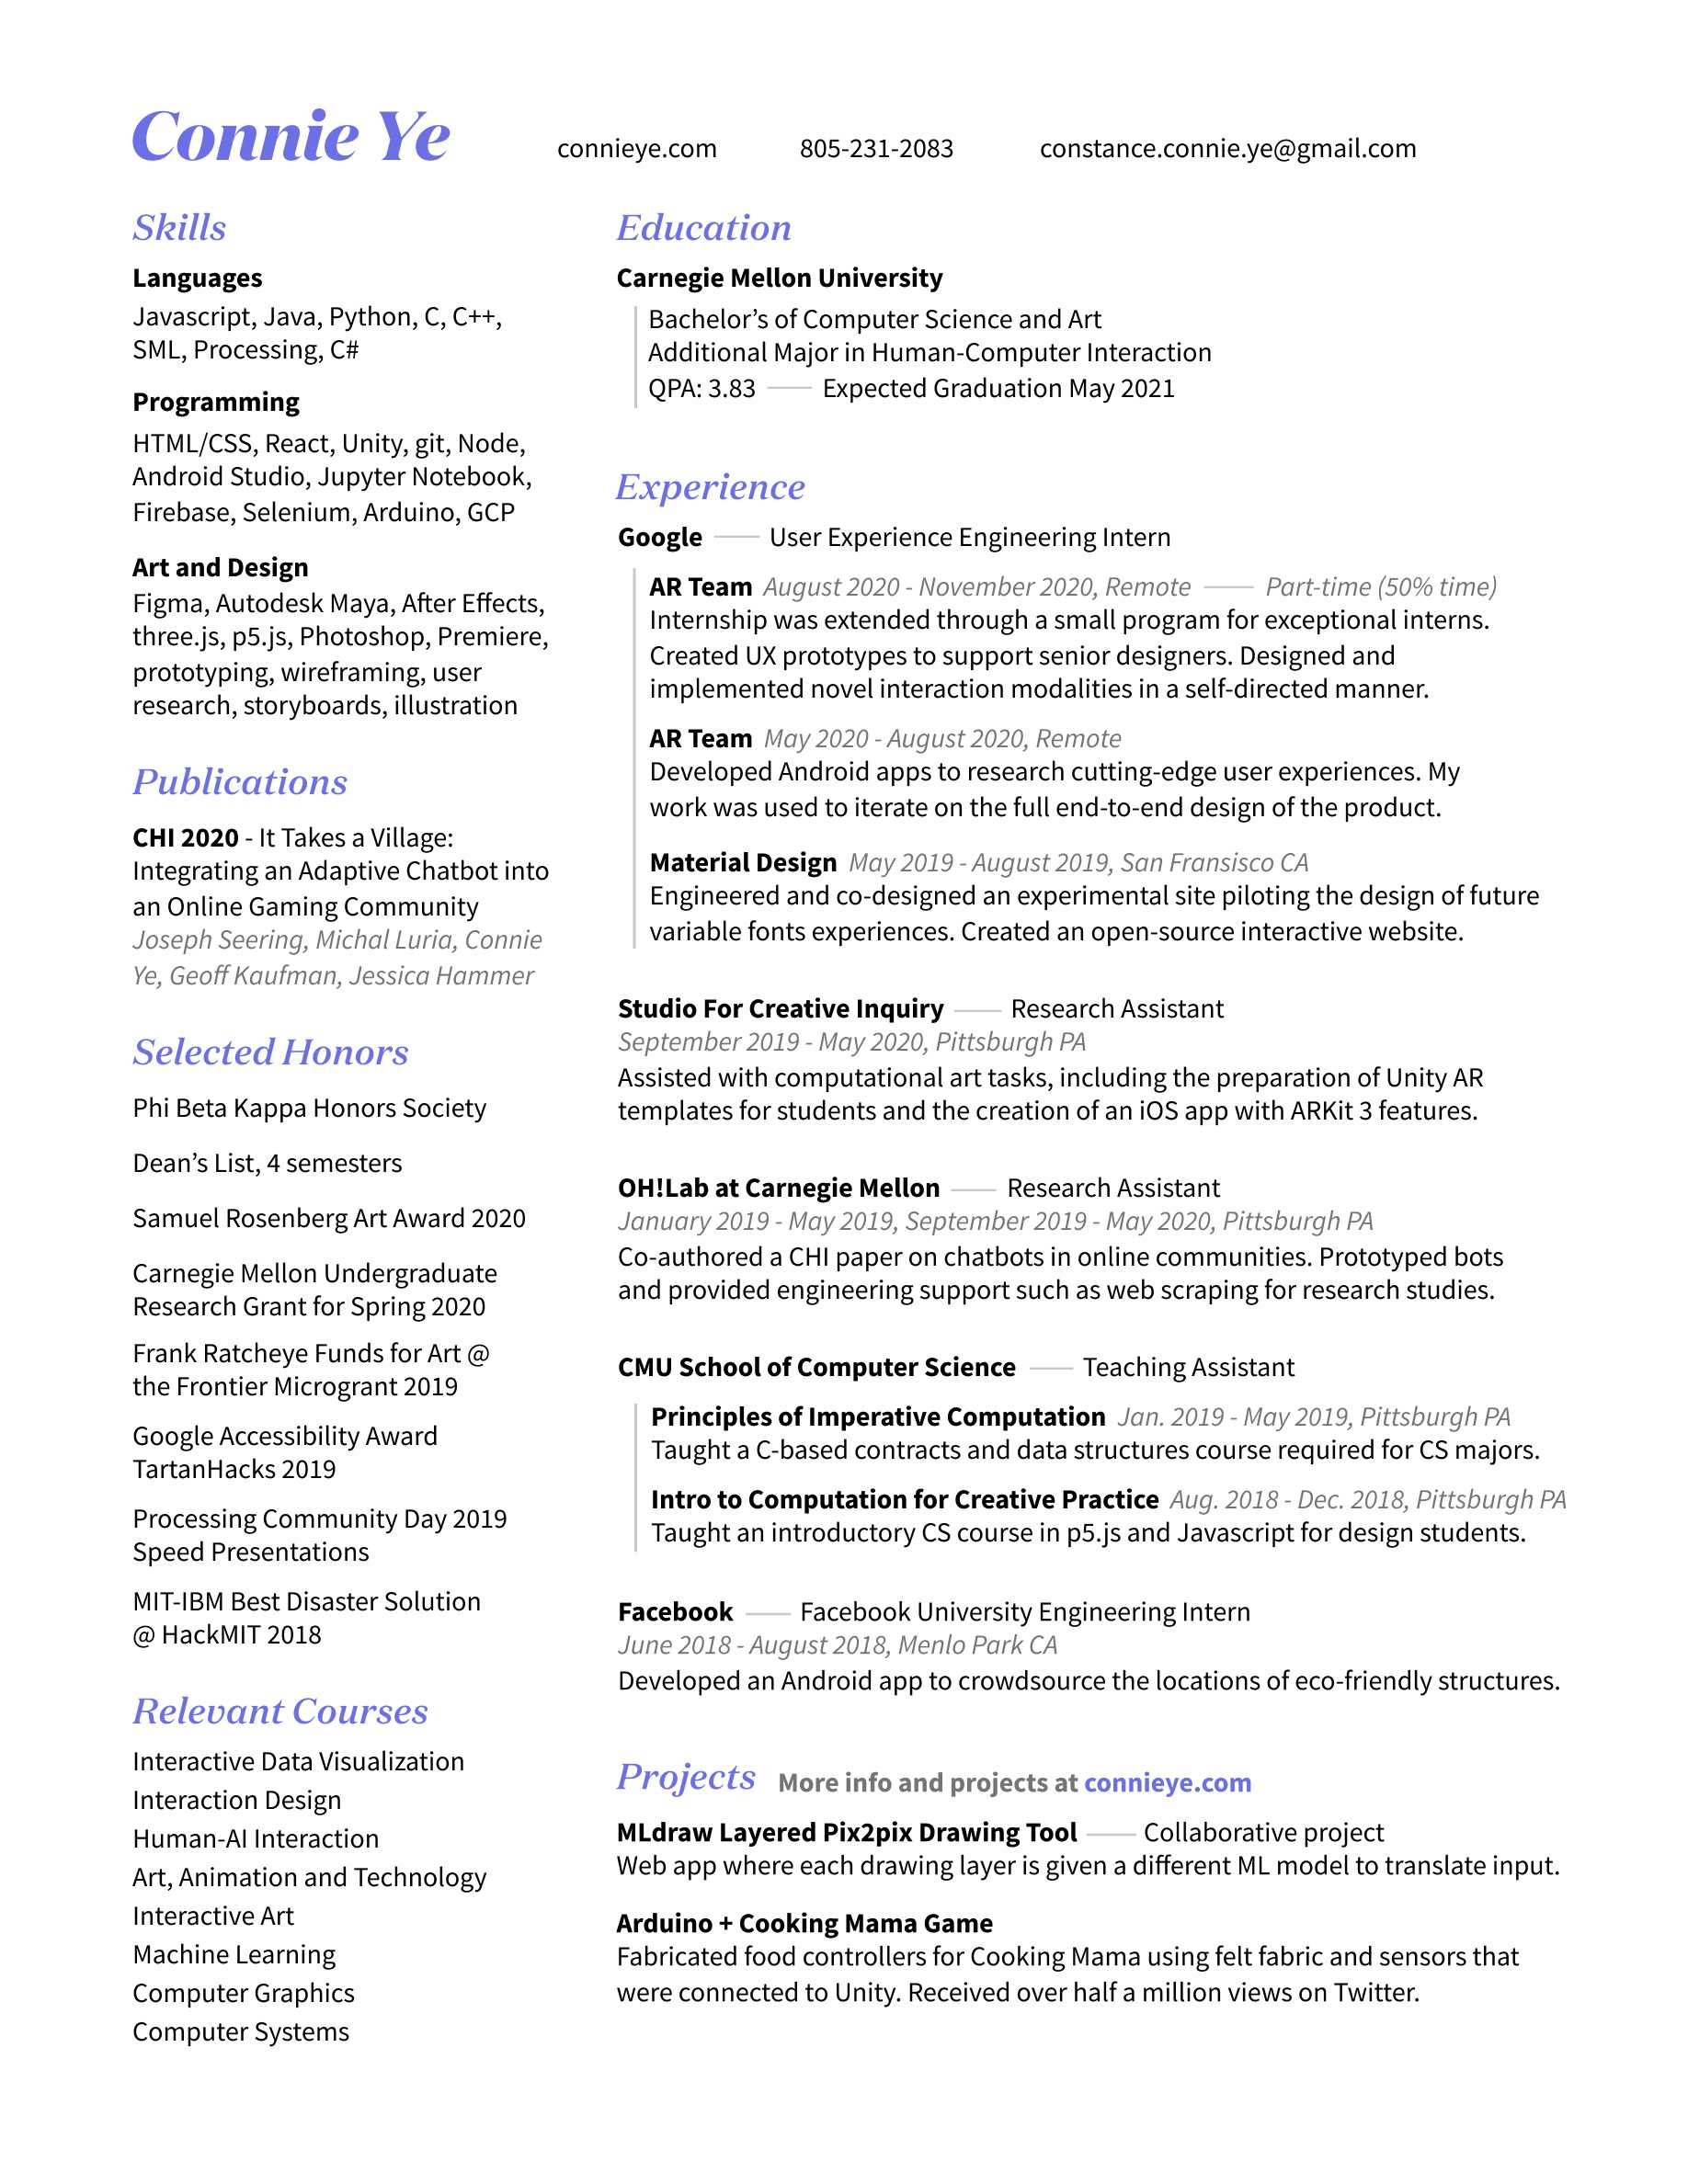 Connie Ye
connieye.com
805-231-2083
constance.connie.ye@gmail.com
Skills
Languages
Javascript, Java, Python, C, C++,
SML, Processing, C#
Programming
HTML/CSS, React, Unity, git, Node,
Android Studio, Jupyter Notebook,
Firebase, Selenium, Arduino, GCP
Art and Design
Figma, Autodesk Maya, After Effects,
three.js, p5.js, Photoshop, Premiere,
prototyping, wireframing, user
research, storyboards, illustration
Publications
CHI 2020 - It Takes a Village:
Integrating an Adaptive Chatbot into
an Online Gaming Community
Joseph Seering, Michal Luria, Connie
Ye, Geoff Kaufman, Jessica Hammer
Selected Honors
Phi Beta Kappa Honors Society
Dean’s List, 4 semesters
Samuel Rosenberg Art Award 2020
Carnegie Mellon Undergraduate
Research Grant for Spring 2020
Frank Ratcheye Funds for Art @
the Frontier Microgrant 2019
Google Accessibility Award
TartanHacks 2019
Processing Community Day 2019
Speed Presentations
MIT-IBM Best Disaster Solution
@ HackMIT 2018
Relevant Courses
Interactive Data Visualization
Interaction Design
Human-AI Interaction
Art, Animation and Technology
Interactive Art
Machine Learning
Computer Graphics
Computer Systems
Education
Carnegie Mellon University
Bachelor’s of Computer Science and Art
Additional Major in Human-Computer Interaction
QPA: 3.83 — Expected Graduation May 2021
Experience
Google — User Experience Engineering Intern
AR Team August 2020 - November 2020, Remote — Part-time (50% time)
Internship was extended through a small program for exceptional interns.
Created UX prototypes to support senior designers. Designed and
implemented novel interaction modalities in a self-directed manner.
AR Team May 2020 - August 2020, Remote
Developed Android apps to research cutting-edge user experiences. My
work was used to iterate on the full end-to-end design of the product.
Material Design May 2019 - August 2019, San Fransisco CA
Engineered and co-designed an experimental site piloting the design of future
variable fonts experiences. Created an open-source interactive website.
Studio For Creative Inquiry — Research Assistant
September 2019 - May 2020, Pittsburgh PA
Assisted with computational art tasks, including the preparation of Unity AR
templates for students and the creation of an iOS app with ARKit 3 features.
OH!Lab at Carnegie Mellon — Research Assistant
January 2019 - May 2019, September 2019 - May 2020, Pittsburgh PA
Co-authored a CHI paper on chatbots in online communities. Prototyped bots
and provided engineering support such as web scraping for research studies.
CMU School of Computer Science — Teaching Assistant
Principles of Imperative Computation Jan. 2019 - May 2019, Pittsburgh PA
Taught a C-based contracts and data structures course required for CS majors.
Intro to Computation for Creative Practice Aug. 2018 - Dec. 2018, Pittsburgh PA
Taught an introductory CS course in p5.js and Javascript for design students.
Facebook — Facebook University Engineering Intern
June 2018 - August 2018, Menlo Park CA
Developed an Android app to crowdsource the locations of eco-friendly structures.
Projects More info and projects at connieye.com
MLdraw Layered Pix2pix Drawing Tool — Collaborative project
Web app where each drawing layer is given a different ML model to translate input.
Arduino + Cooking Mama Game
Fabricated food controllers for Cooking Mama using felt fabric and sensors that
were connected to Unity. Received over half a million views on Twitter.